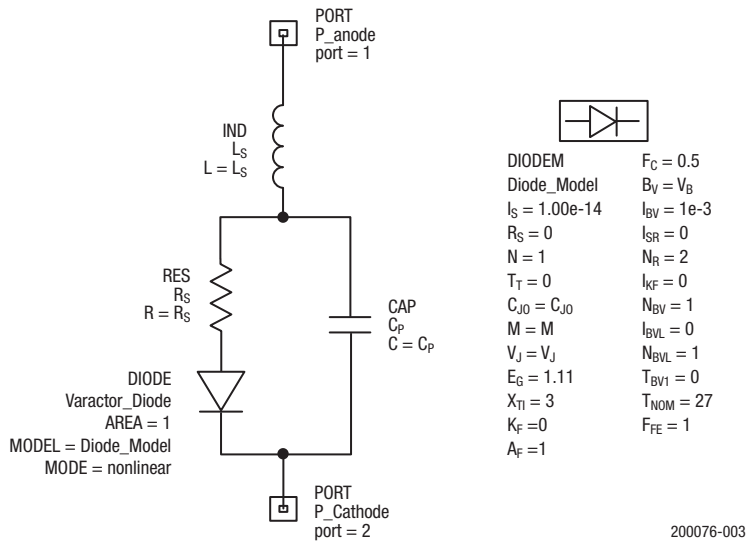 PORT
P_anode
port = 1
IND
LS
L = LS
RES
RS
R = RS
CAP
CP
C = CP
DIODE
Varactor_Diode
AREA = 1
MODEL = Diode_Model
MODE = nonlinear
PORT
P_Cathode
port = 2
DIODEM
Diode_Model
IS = 1.00e-14
RS = 0
N = 1
TT = 0
CJ0 = CJ0
M = M
VJ = VJ
EG = 1.11
XTI = 3
KF =0
AF =1
FC = 0.5
BV = VB
IBV = 1e-3
ISR = 0
NR = 2
IKF = 0
NBV = 1
IBVL = 0
NBVL = 1
TBV1 = 0
TNOM = 27
FFE = 1
200076-003